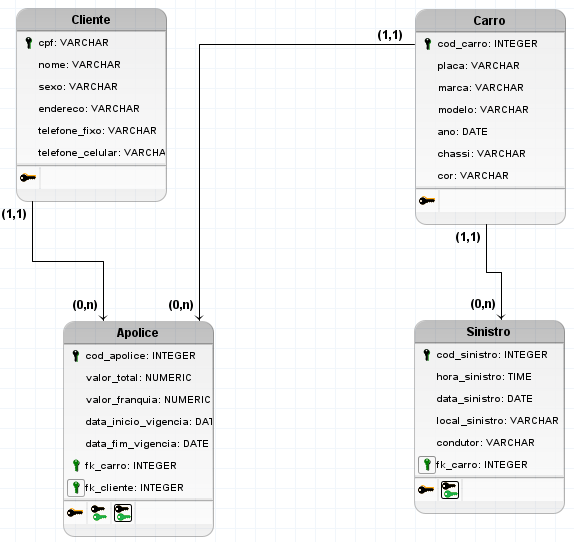 Cliente
cpf: VARCHAR
nome: VARCHAR
sexo: VARCHAR
endereco: VARCHAR
telefone_fixo: VARCHAR
telefone_celular: VARCHA
(1,1)
Carro
cod_carro: INTEGER
placa: VARCHAR
marca: VARCHAR
modelo: VARCHAR
ano: DATE
chassi: VARCHAR
cor: VARCHAR
(1,1)
(1,1)
(0,n)
(0,n)
(0,n)
Apolice
cod_apolice: INTEGER
valor_total: NUMERIC
valor_franquia: NUMERIC
data_inicio_vigencia: DAT
data_fim_vigencia: DATE
fk_carro: INTEGER
fk_cliente: INTEGER
Sinistro
cod_sinistro: INTEGER
hora_sinistro: TIME
data_sinistro: DATE
local_sinistro: VARCHAR
condutor: VARCHAR
fk_carro: INTEGER